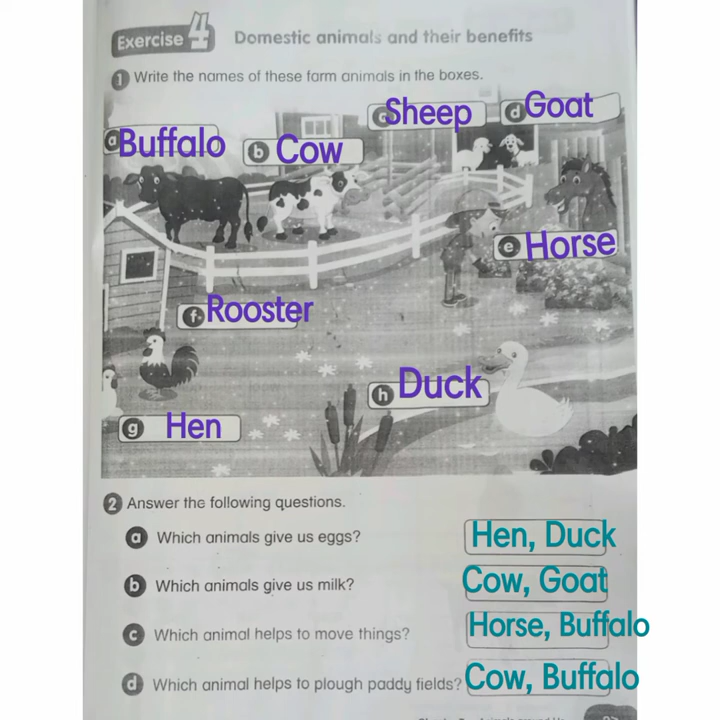 Exercise 4 Domestic animals and their benefits
1 Write the names of these farm animals in the boxes.
c Sheep d Goat
a Buffalo b Cow
e Horse
f Rooster
h Duck
g Hen
2 Answer the following questions.
a Which animals give us eggs? Hen, Duck
b Which animals give us milk? Cow, Goat
c Which animal helps to move things? Horse, Buffalo
d Which animal helps to plough paddy fields? Cow, Buffalo